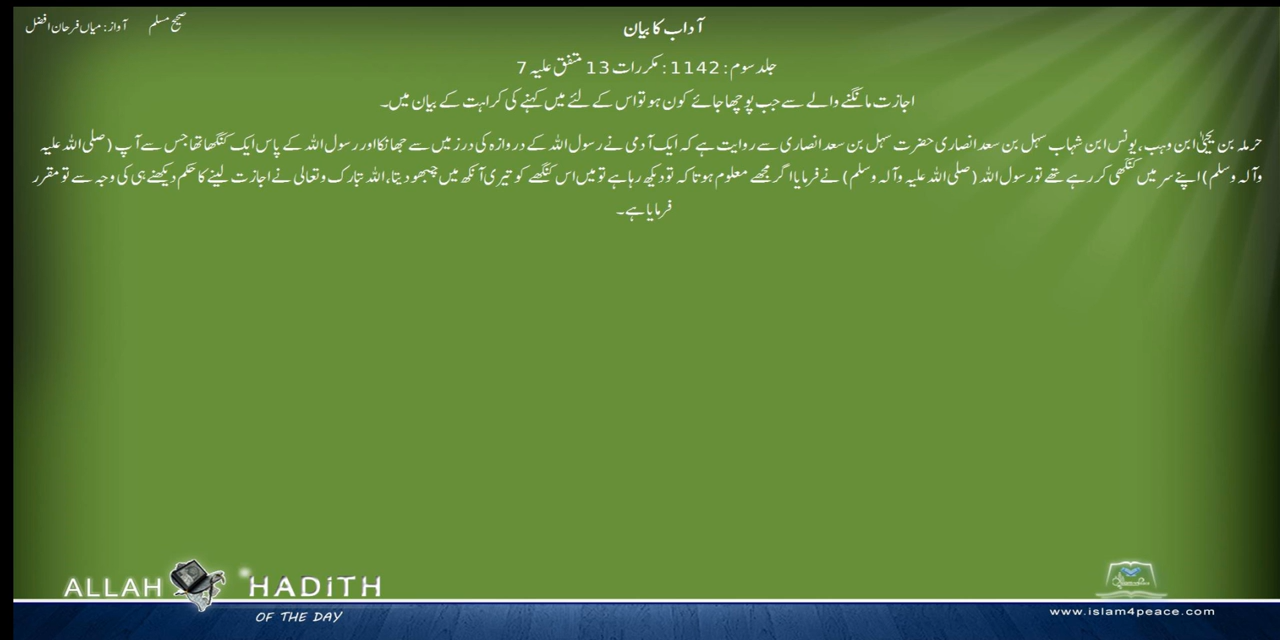 صحیح مسلم آواز: میاں فرحان افضل
آداب کا بیان
جلد سوم : 1142 : مکررات 13 متفق علیہ 7
اجازت مانگنے والے سے جب پوچھا جائے کون ہو تو اس کے لئے میں کہنے کی کراہت کے بیان میں۔
حرملہ بن یحییٰ ابن وہب، یونس ابن شہاب سہل بن سعد انصاری حضرت سہل بن سعد انصاری سے روایت ہے کہ ایک آدمی نے رسول اللہ کے دروازہ کی درز میں سے جھانکا اور رسول اللہ کے پاس ایک کنگھا تھا جس سے آپ (صلی اللہ علیہ
وآلہ وسلم) اپنے سر میں کنگھی کر رہے تھے تو رسول اللہ (صلی اللہ علیہ وآلہ وسلم) نے فرمایا اگر مجھے معلوم ہوتا کہ تو دیکھ رہا ہے تو میں اس کنگھے کو تیری آنکھ میں چبھو دیتا، اللہ تبارک وتعالی نے اجازت لینے کا حکم دیکھنے ہی کی وجہ سے تو مقرر
فرمایا ہے۔
ALLAH HADITH
OF THE DAY
www.islam4peace.com